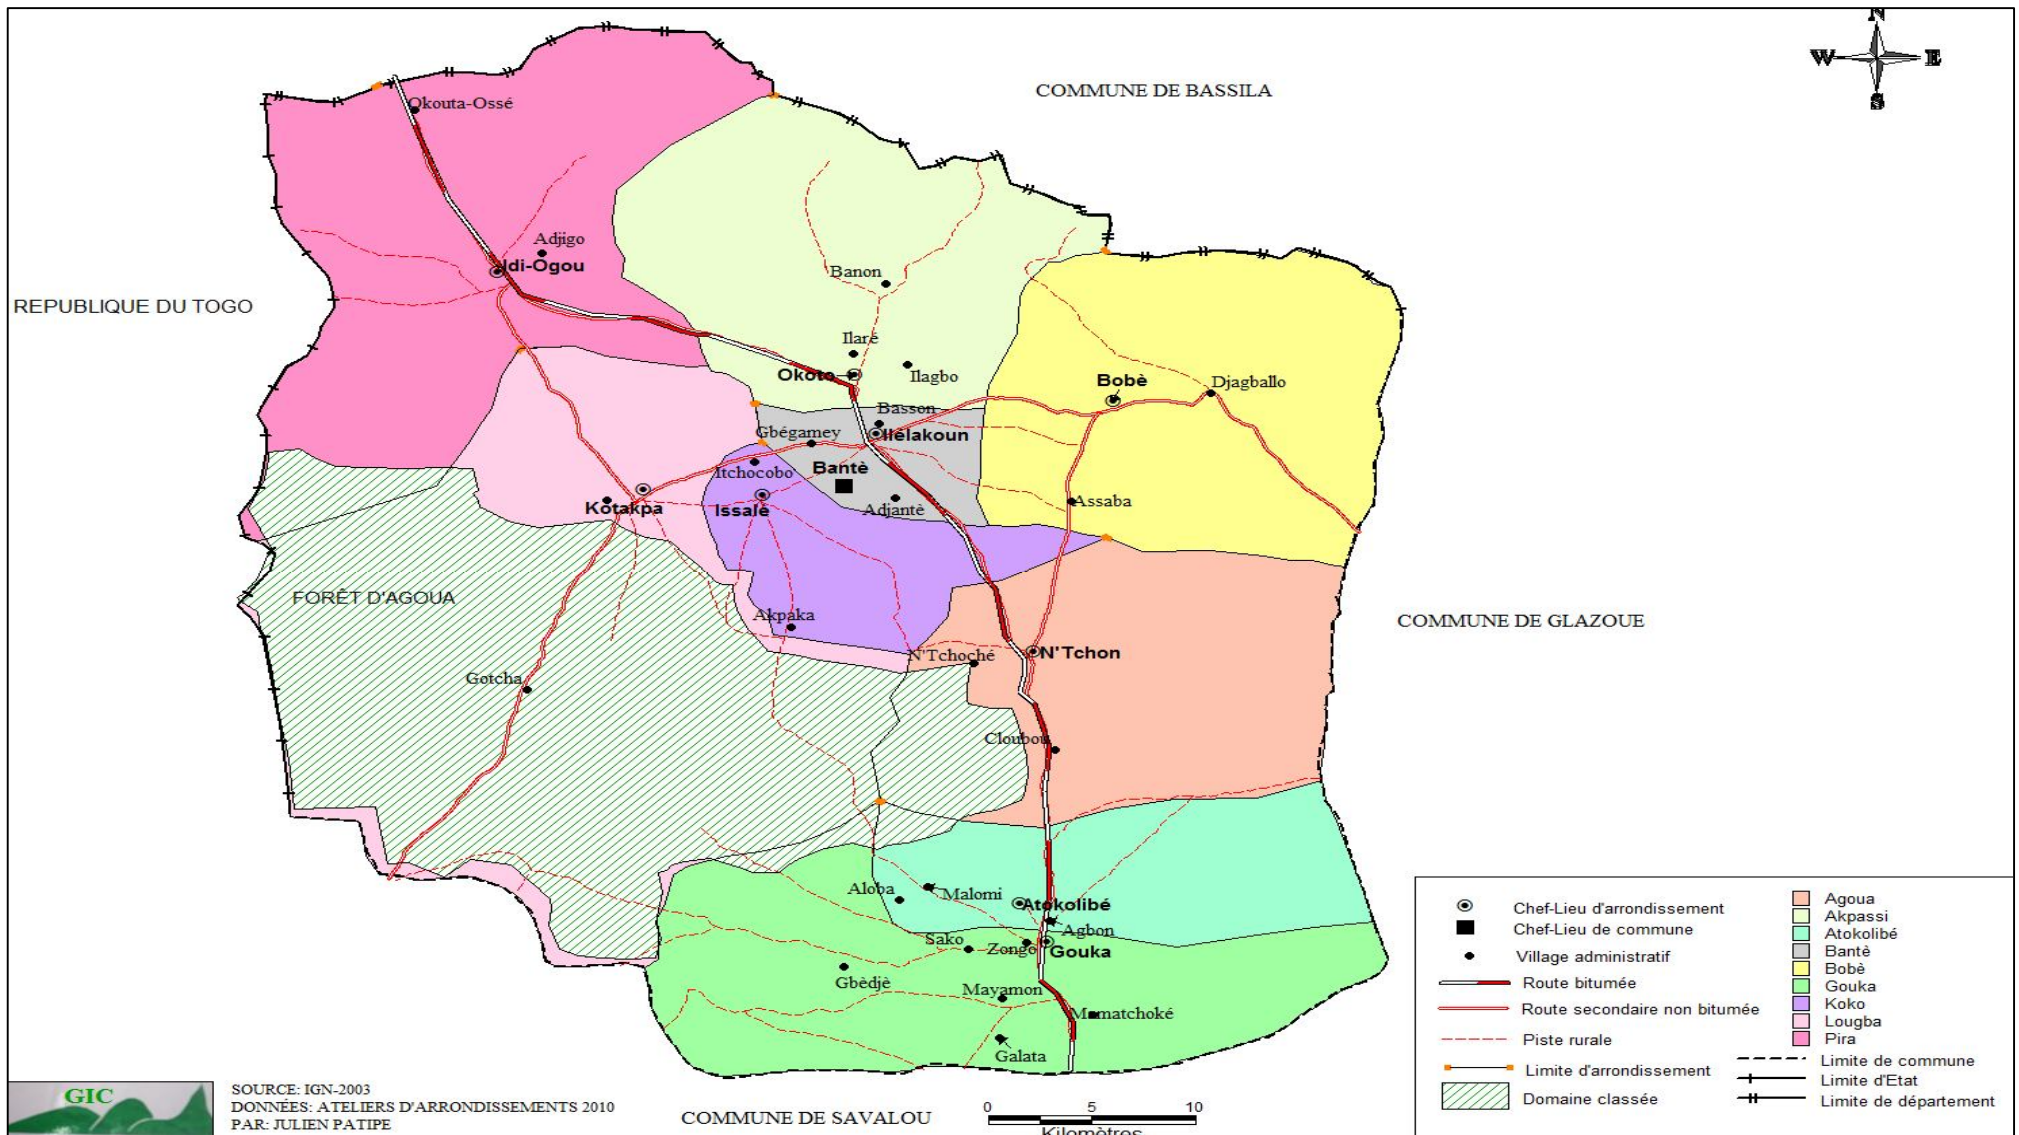 N
W
E
S
COMMUNE DE BASSILA
Okouta-Ossé
Adjigo
Idi-Ogou
REPUBLIQUE DU TOGO
Banon
Ilaré
Okoto
Ilagbo
Bobè
Djagballo
Basson
Gbégamey
Ilélakoun
Itchocobo
Bantè
Kotakpa
Issalè
Adjantè
Assaba
FORÊT D'AGOUA
Akpaka
COMMUNE DE GLAZOUE
N'Tchoché
N'Tchon
Gotcha
Cloubou
Aloba
Malomi
Atokolibé
Agbon
Sako
Zongo
Gouka
Gbèdjè
Mayamon
Mamatchoké
Galata
Chef-Lieu d'arrondissement
Chef-Lieu de commune
Village administratif
Route bitumée
Route secondaire non bitumée
Piste rurale
Limite d'arrondissement
Domaine classée
Agoua
Akpassi
Atokolibé
Bantè
Bobè
Gouka
Koko
Lougba
Pira
Limite de commune
Limite d'Etat
Limite de département
GIC
SOURCE: IGN-2003
DONNÉES: ATELIERS D'ARRONDISSEMENTS 2010
PAR: JULIEN PATIPE
COMMUNE DE SAVALOU
0 5 10
Kilomètres